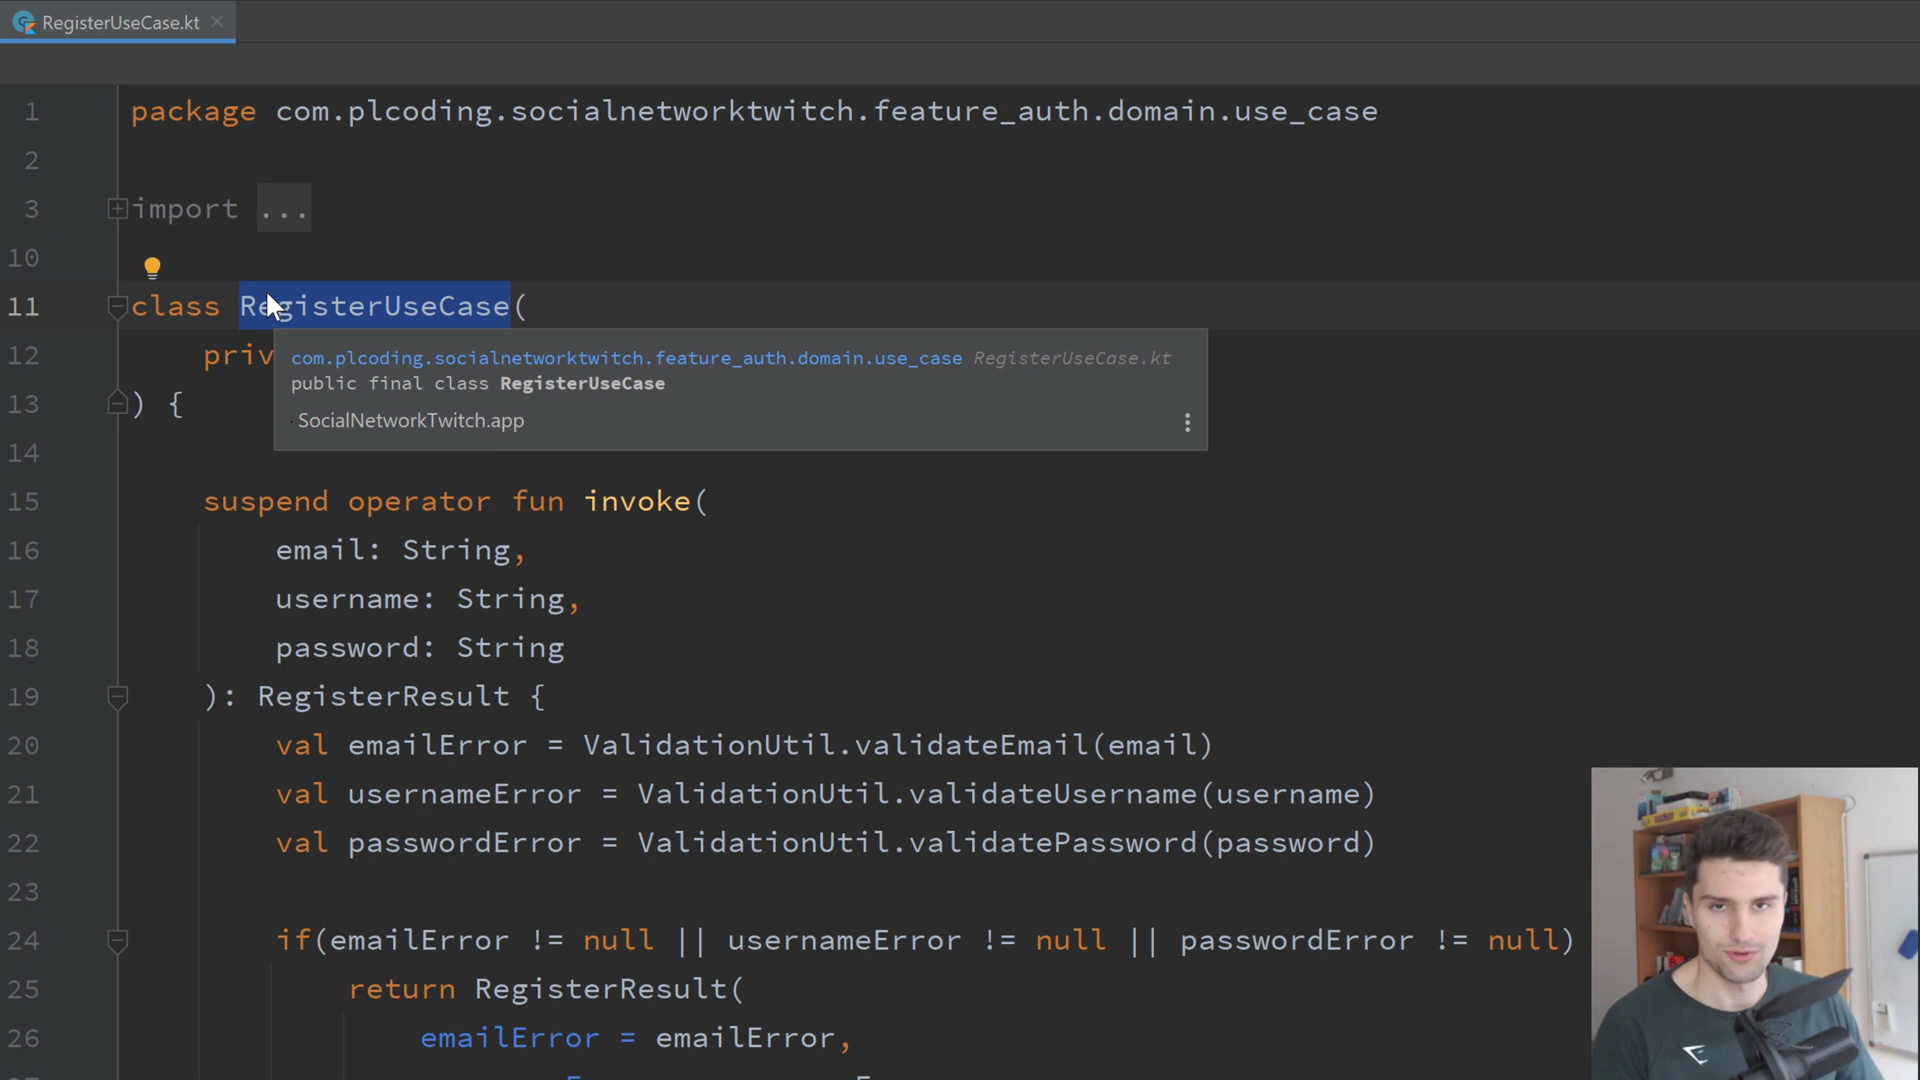 RegisterUseCase.kt
1 package com.plcoding.socialnetworktwitch.feature_auth.domain.use_case
2
3 import ...
10
11 class RegisterUseCase(
12 priv
com.plcoding.socialnetworktwitch.feature_auth.domain.use_case RegisterUseCase.kt
public final class RegisterUseCase
SocialNetworkTwitch.app
13 ) {
14
15 suspend operator fun invoke(
16 email: String,
17 username: String,
18 password: String
19 ): RegisterResult {
20 val emailError = ValidationUtil.validateEmail(email)
21 val usernameError = ValidationUtil.validateUsername(username)
22 val passwordError = ValidationUtil.validatePassword(password)
23
24 if(emailError != null || usernameError != null || passwordError != null)
25 return RegisterResult(
26 emailError = emailError,